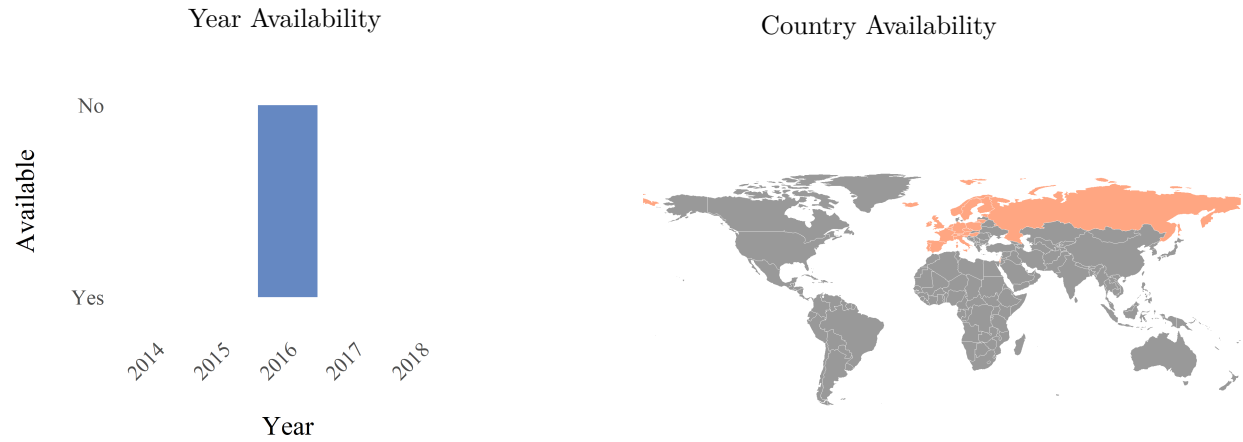 Year Availability
Country Availability
No
Available
Yes
2014
2015
2016
2017
2018
Year